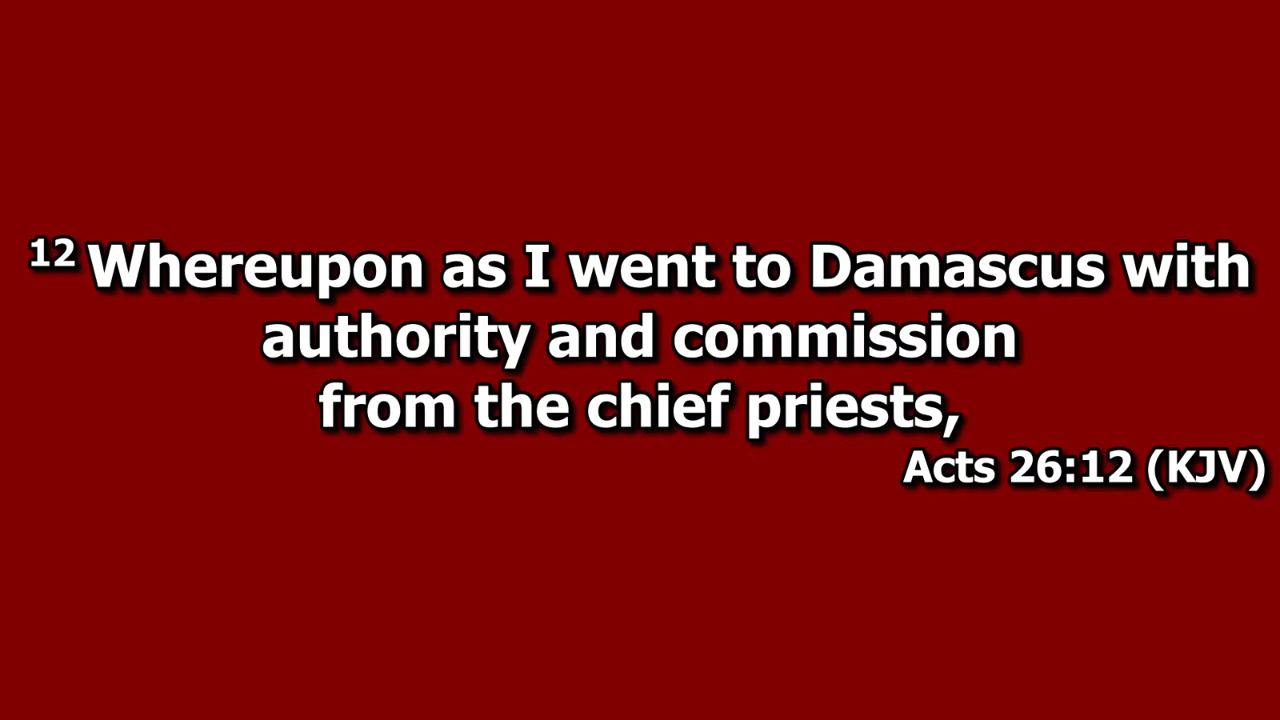 12 Whereupon as I went to Damascus with
authority and commission
from the chief priests,
Acts 26:12 (KJV)